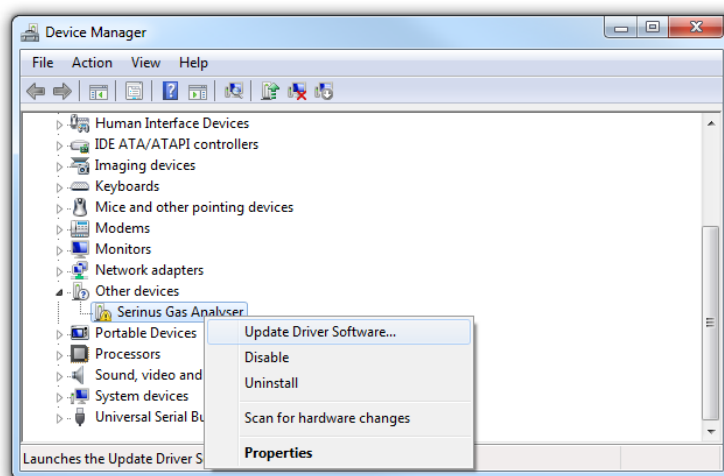 Device Manager
File Action View Help
Human Interface Devices
IDE ATA/ATAPI controllers
Imaging devices
Keyboards
Mice and other pointing devices
Modems
Monitors
Network adapters
Other devices
Serinus Gas Analyser
Portable Devices
Processors
Sound, video and
System devices
Universal Serial Bu
Update Driver Software...
Disable
Uninstall
Scan for hardware changes
Properties
Launches the Update Driver S